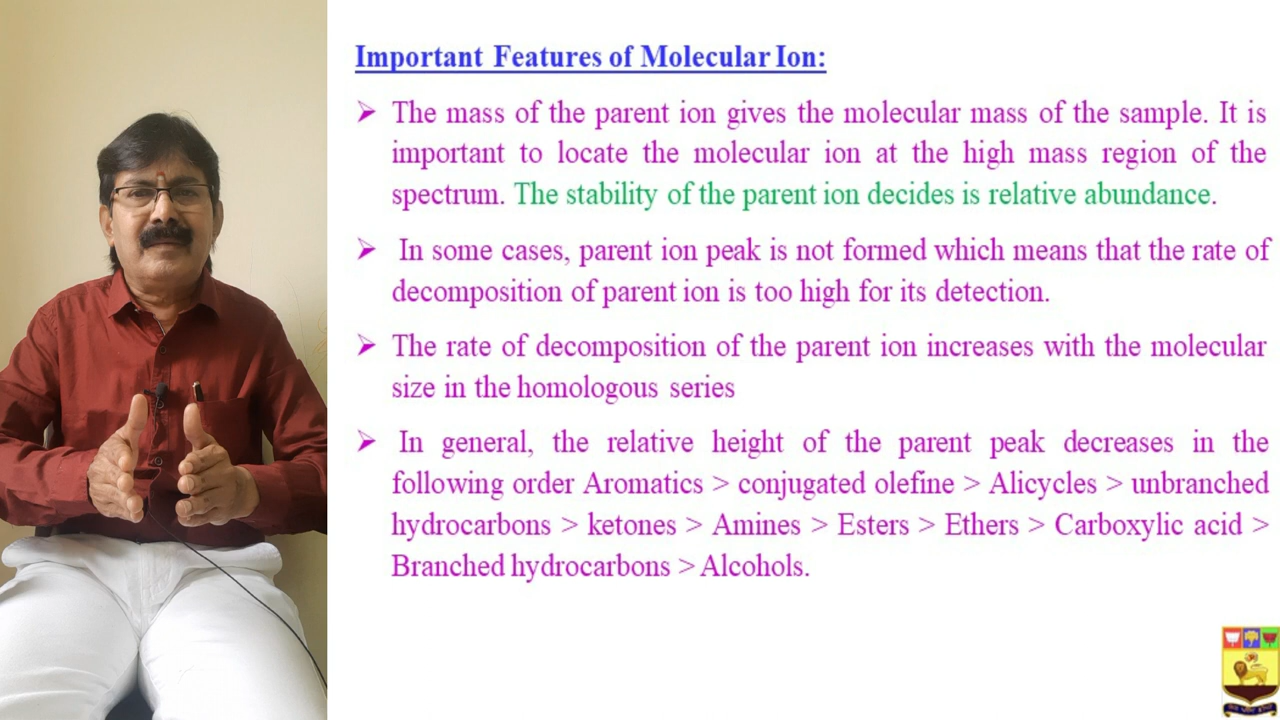 Important Features of Molecular Ion:
➢ The mass of the parent ion gives the molecular mass of the sample. It is
important to locate the molecular ion at the high mass region of the
spectrum. The stability of the parent ion decides is relative abundance.
➢ In some cases, parent ion peak is not formed which means that the rate of
decomposition of parent ion is too high for its detection.
➢ The rate of decomposition of the parent ion increases with the molecular
size in the homologous series
➢ In general, the relative height of the parent peak decreases in the
following order Aromatics > conjugated olefine > Alicycles > unbranched
hydrocarbons > ketones > Amines > Esters > Ethers > Carboxylic acid >
Branched hydrocarbons > Alcohols.